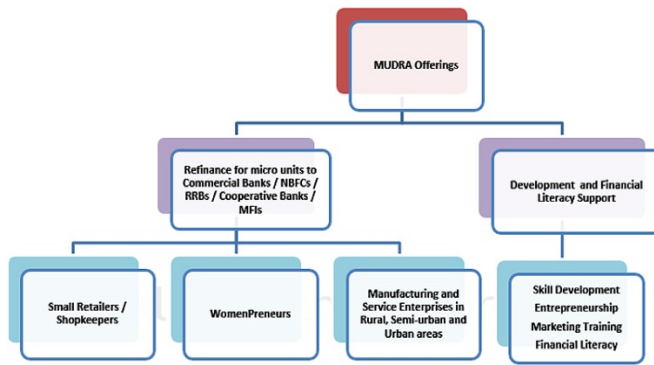 MUDRA Offerings
Refinance for micro units to
Commercial Banks / NBFCs /
RRBs / Cooperative Banks /
MFIs
Development and Financial
Literacy Support
Small Retailers /
Shopkeepers
WomenPreneurs
Manufacturing and
Service Enterprises in
Rural, Semi-urban and
Urban areas
Skill Development
Entrepreneurship
Marketing Training
Financial Literacy